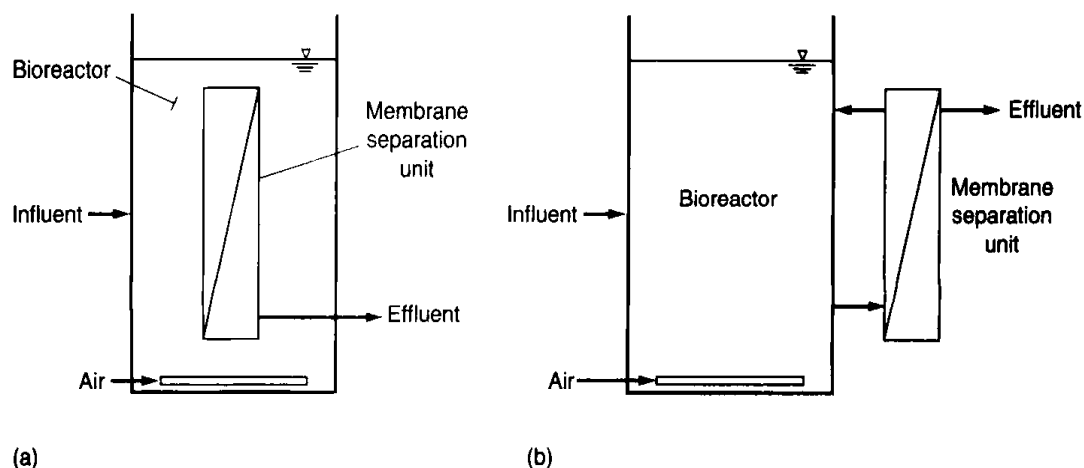 Bioreactor
Membrane
separation
unit
Influent
Effluent
Air
(a)
Effluent
Bioreactor
Membrane
separation
unit
Influent
Air
(b)